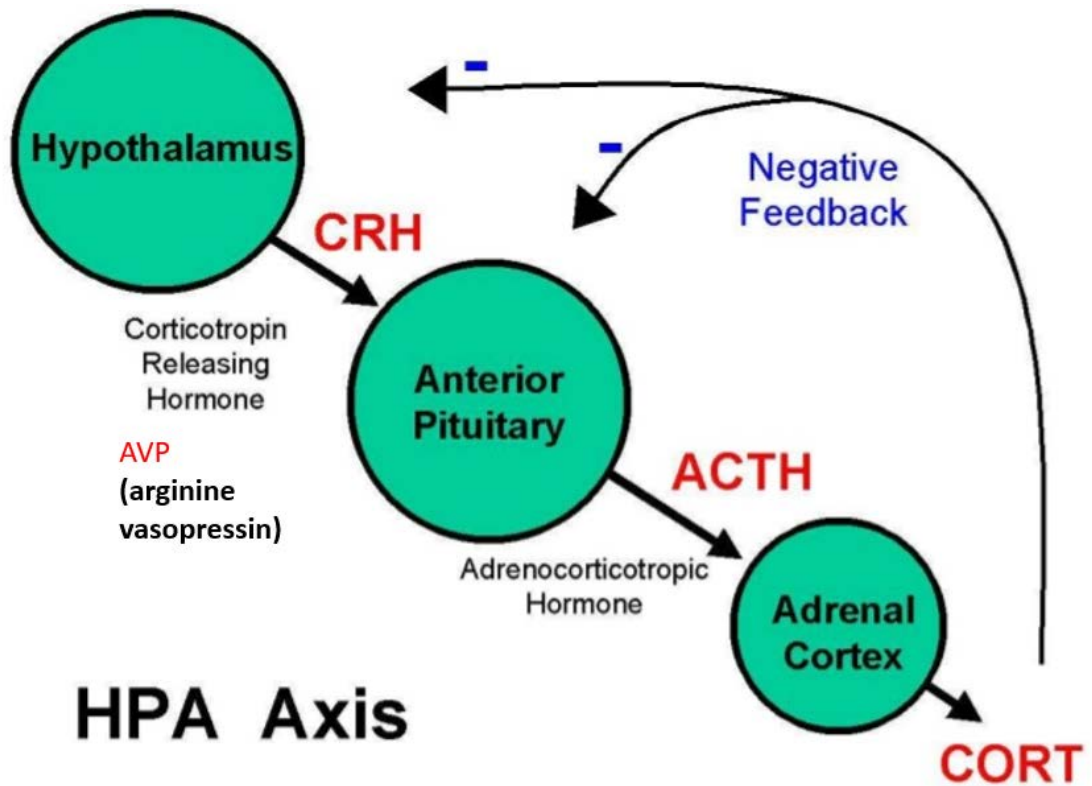 -
-
Hypothalamus
Negative
Feedback
CRH
Corticotropin
Releasing
Hormone
Anterior
Pituitary
AVP
(arginine
vasopressin)
ACTH
Adrenocorticotropic
Hormone
Adrenal
Cortex
HPA Axis
CORT